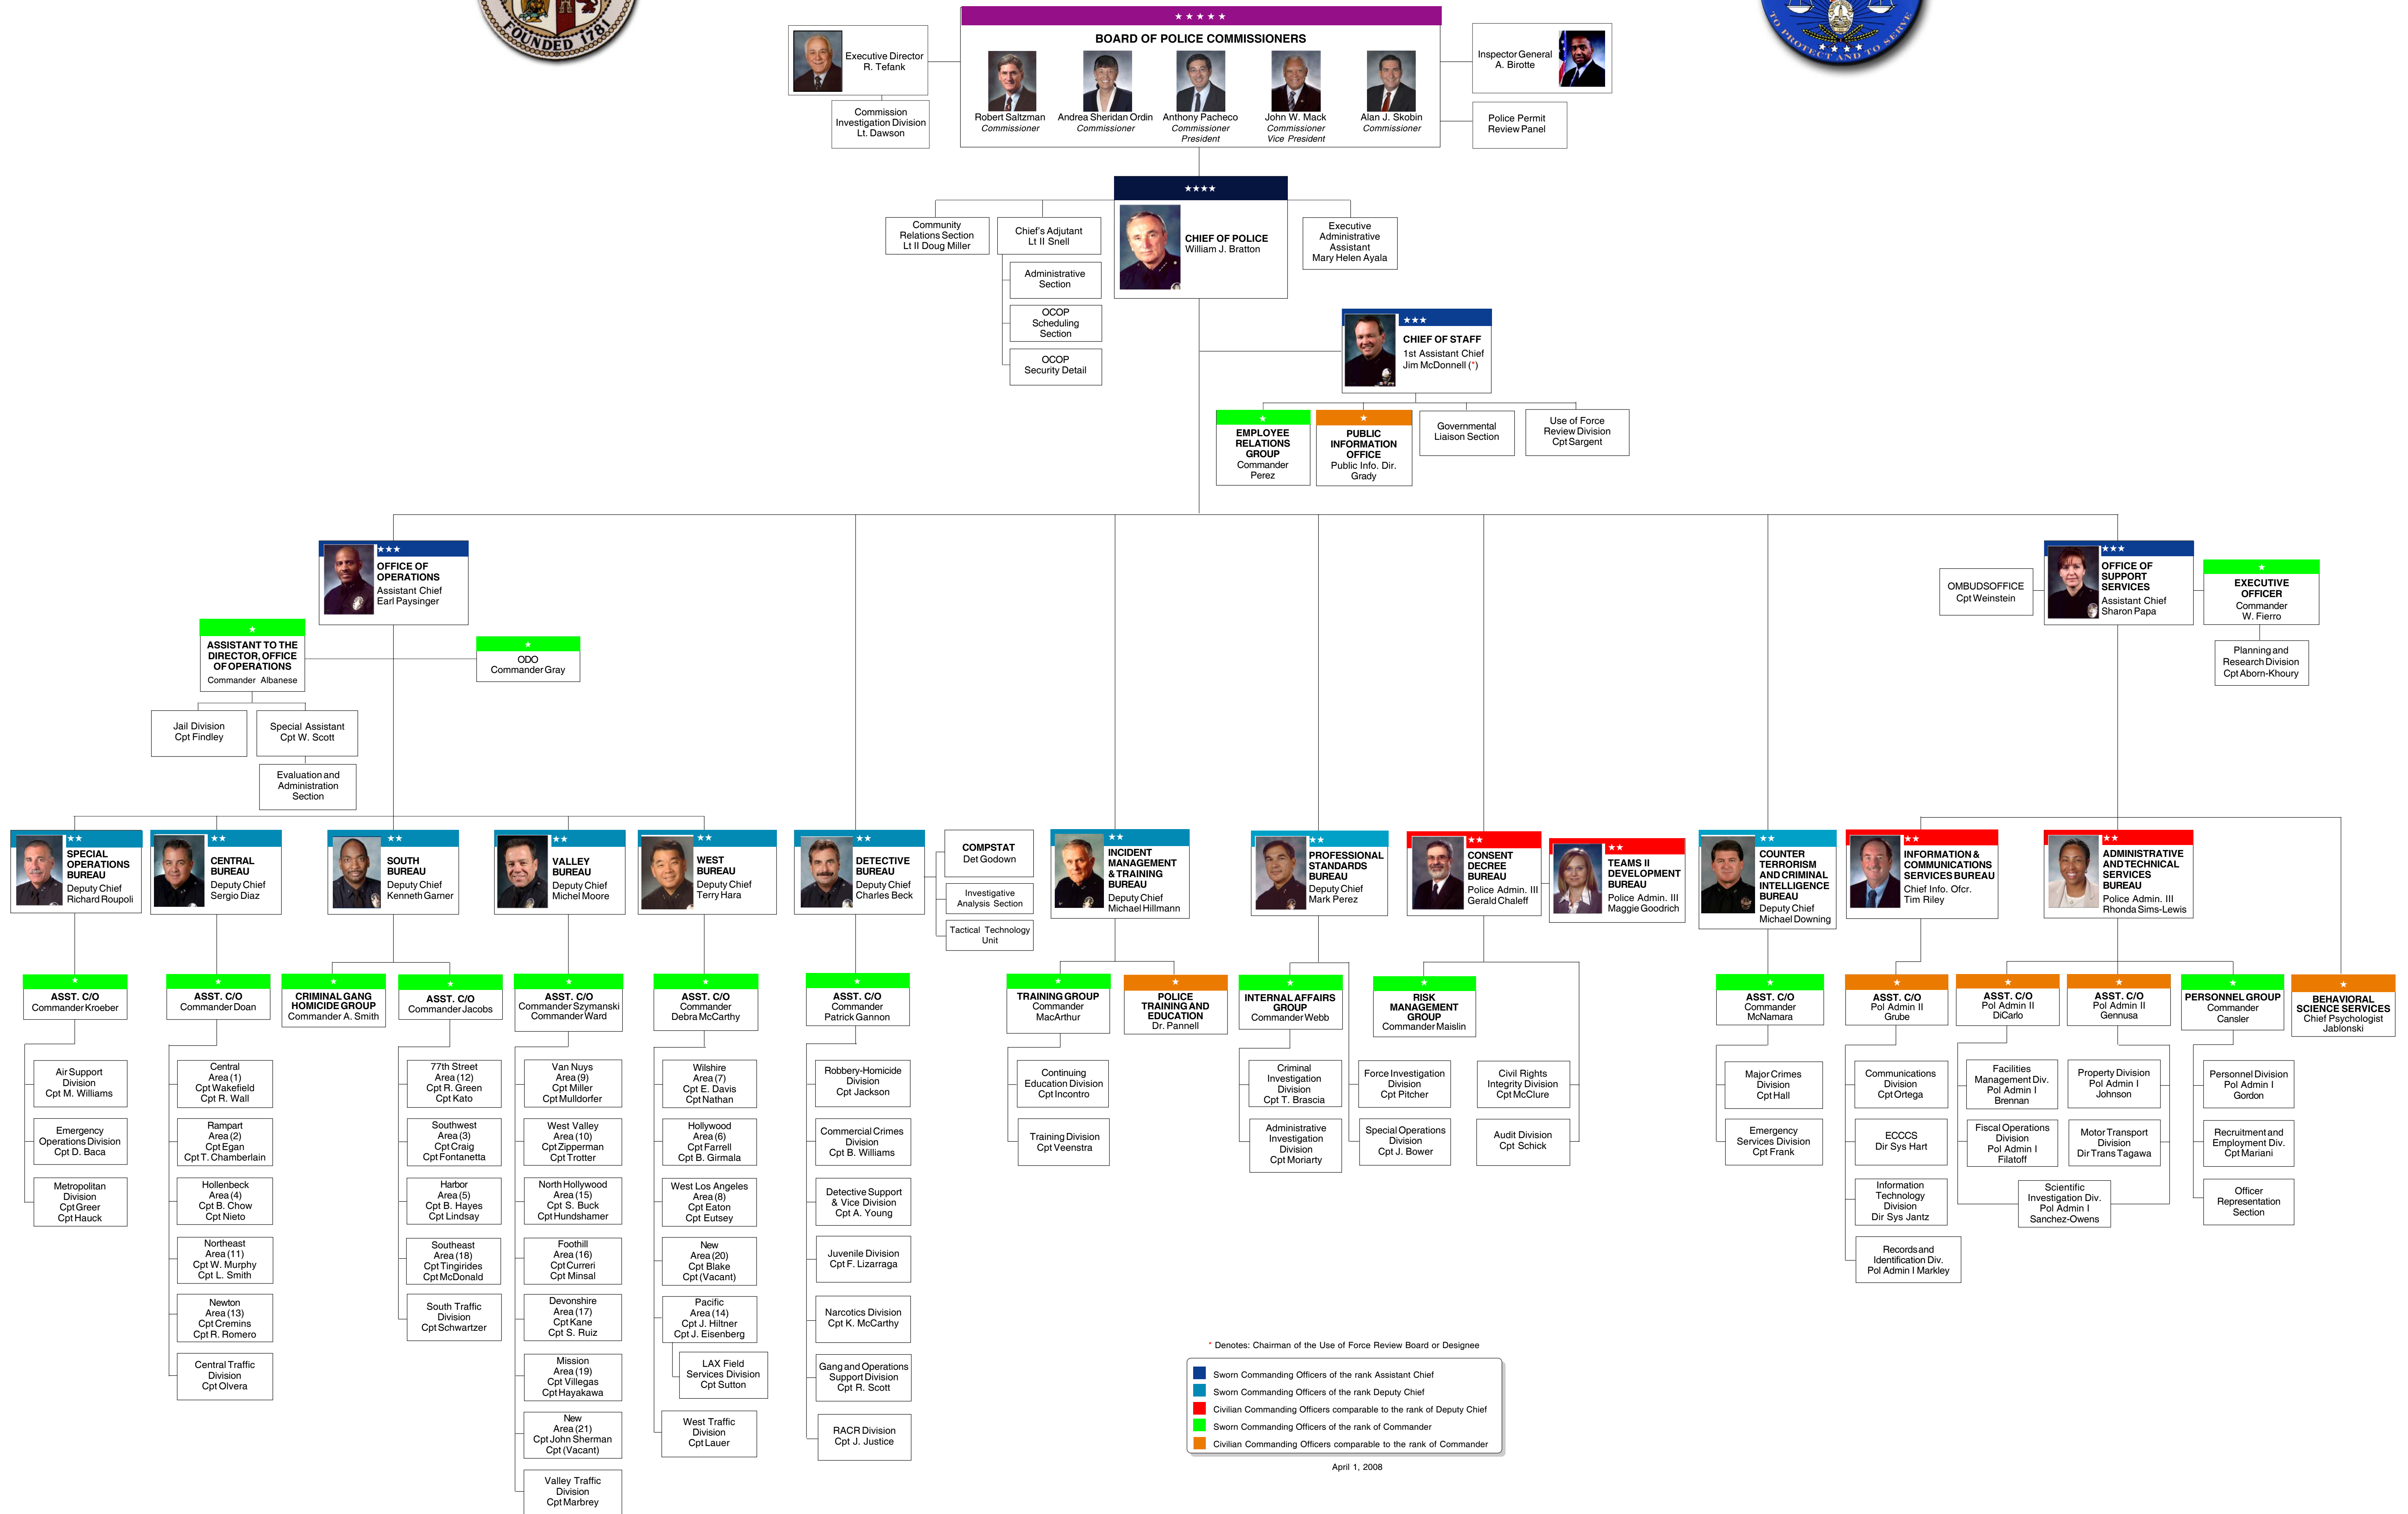 FOUNDED 1781
TO PROTECT AND TO SERVE
BOARD OF POLICE COMMISSIONERS
Robert Saltzman
Commissioner
Andrea Sheridan Ordin
Commissioner
Anthony Pacheco
Commissioner
President
John W. Mack
Commissioner
Vice President
Alan J. Skobin
Commissioner
Executive Director
R. Tefank
Commission
Investigation Division
Lt. Dawson
Inspector General
A. Birotte
Police Permit
Review Panel
CHIEF OF POLICE
William J. Bratton
Community
Relations Section
Lt II Doug Miller
Chief's Adjutant
Lt II Snell
Administrative
Section
OCOP
Scheduling
Section
OCOP
Security Detail
Executive
Administrative
Assistant
Mary Helen Ayala
CHIEF OF STAFF
1st Assistant Chief
Jim McDonnell (*)
EMPLOYEE
RELATIONS
GROUP
Commander
Perez
PUBLIC
INFORMATION
OFFICE
Public Info. Dir.
Grady
Governmental
Liaison Section
Use of Force
Review Division
Cpt Sargent
OFFICE OF
OPERATIONS
Assistant Chief
Earl Paysinger
ASSISTANT TO THE
DIRECTOR, OFFICE
OF OPERATIONS
Commander Albanese
ODO
Commander Gray
Jail Division
Cpt Findley
Special Assistant
Cpt W. Scott
Evaluation and
Administration
Section
OMBUDSOFFICE
Cpt Weinstein
OFFICE OF
SUPPORT
SERVICES
Assistant Chief
Sharon Papa
EXECUTIVE
OFFICER
Commander
W. Fierro
Planning and
Research Division
Cpt Aborn-Khoury
SPECIAL
OPERATIONS
BUREAU
Deputy Chief
Richard Roupoli
CENTRAL
BUREAU
Deputy Chief
Sergio Diaz
SOUTH
BUREAU
Deputy Chief
Kenneth Garner
VALLEY
BUREAU
Deputy Chief
Michel Moore
WEST
BUREAU
Deputy Chief
Terry Hara
DETECTIVE
BUREAU
Deputy Chief
Charles Beck
COMPSTAT
Det Godown
Investigative
Analysis Section
Tactical Technology
Unit
INCIDENT
MANAGEMENT
& TRAINING
BUREAU
Deputy Chief
Michael Hillmann
PROFESSIONAL
STANDARDS
BUREAU
Deputy Chief
Mark Perez
CONSENT
DECREE
BUREAU
Police Admin. III
Gerald Chaleff
TEAMS II
DEVELOPMENT
BUREAU
Police Admin. III
Maggie Goodrich
COUNTER
TERRORISM
AND CRIMINAL
INTELLIGENCE
BUREAU
Deputy Chief
Michael Downing
INFORMATION &
COMMUNICATIONS
SERVICES BUREAU
Chief Info. Ofcr.
Tim Riley
ADMINISTRATIVE
AND TECHNICAL
SERVICES
BUREAU
Police Admin. III
Rhonda Sims-Lewis
ASST. C/O
Commander Kroeber
Air Support
Division
Cpt M. Williams
Emergency
Operations Division
Cpt D. Baca
Metropolitan
Division
Cpt Greer
Cpt Hauck
ASST. C/O
Commander Doan
Central
Area (1)
Cpt Wakefield
Cpt R. Wall
Rampart
Area (2)
Cpt Egan
Cpt T. Chamberlain
Hollenbeck
Area (4)
Cpt B. Chow
Cpt Nieto
Northeast
Area (11)
Cpt W. Murphy
Cpt L. Smith
Newton
Area (13)
Cpt Cremins
Cpt R. Romero
Central Traffic
Division
Cpt Olvera
CRIMINAL GANG
HOMICIDE GROUP
Commander A. Smith
ASST. C/O
Commander Jacobs
77th Street
Area (12)
Cpt R. Green
Cpt Kato
Southwest
Area (3)
Cpt Craig
Cpt Fontanetta
Harbor
Area (5)
Cpt B. Hayes
Cpt Lindsay
Southeast
Area (18)
Cpt Tingirides
Cpt McDonald
South Traffic
Division
Cpt Schwartzer
ASST. C/O
Commander Szymanski
Commander Ward
Van Nuys
Area (9)
Cpt Miller
Cpt Mulldorfer
West Valley
Area (10)
Cpt Zipperman
Cpt Trotter
North Hollywood
Area (15)
Cpt S. Buck
Cpt Hundshamer
Foothill
Area (16)
Cpt Curreri
Cpt Minsal
Devonshire
Area (17)
Cpt Kane
Cpt S. Ruiz
Mission
Area (19)
Cpt Villegas
Cpt Hayakawa
New
Area (21)
Cpt John Sherman
Cpt (Vacant)
Valley Traffic
Division
Cpt Marbrey
ASST. C/O
Commander
Debra McCarthy
Wilshire
Area (7)
Cpt E. Davis
Cpt Nathan
Hollywood
Area (6)
Cpt Farrell
Cpt B. Girmala
West Los Angeles
Area (8)
Cpt Eaton
Cpt Eutsey
New
Area (20)
Cpt Blake
Cpt (Vacant)
Pacific
Area (14)
Cpt J. Hiltner
Cpt J. Eisenberg
LAX Field
Services Division
Cpt Sutton
West Traffic
Division
Cpt Lauer
ASST. C/O
Commander
Patrick Gannon
Robbery-Homicide
Division
Cpt Jackson
Commercial Crimes
Division
Cpt B. Williams
Detective Support
& Vice Division
Cpt A. Young
Juvenile Division
Cpt F. Lizarraga
Narcotics Division
Cpt K. McCarthy
Gang and Operations
Support Division
Cpt R. Scott
RACR Division
Cpt J. Justice
TRAINING GROUP
Commander
MacArthur
Continuing
Education Division
Cpt Incontro
Training Division
Cpt Veenstra
POLICE
TRAINING AND
EDUCATION
Dr. Pannell
INTERNAL AFFAIRS
GROUP
Commander Webb
Criminal
Investigation
Division
Cpt T. Brascia
Administrative
Investigation
Division
Cpt Moriarty
Force Investigation
Division
Cpt Pitcher
Special Operations
Division
Cpt J. Bower
RISK
MANAGEMENT
GROUP
Commander Maislin
Civil Rights
Integrity Division
Cpt McClure
Audit Division
Cpt Schick
ASST. C/O
Commander
McNamara
Major Crimes
Division
Cpt Hall
Emergency
Services Division
Cpt Frank
ASST. C/O
Pol Admin II
Grube
Communications
Division
Cpt Ortega
ECCCS
Dir Sys Hart
Information
Technology
Division
Dir Sys Jantz
Records and
Identification Div.
Pol Admin I Markley
ASST. C/O
Pol Admin II
DiCarlo
Facilities
Management Div.
Pol Admin I
Brennan
Fiscal Operations
Division
Pol Admin I
Filatoff
ASST. C/O
Pol Admin II
Gennusa
Property Division
Pol Admin I
Johnson
Motor Transport
Division
Dir Trans Tagawa
Scientific
Investigation Div.
Pol Admin I
Sanchez-Owens
PERSONNEL GROUP
Commander
Cansler
Personnel Division
Pol Admin I
Gordon
Recruitment and
Employment Div.
Cpt Mariani
Officer
Representation
Section
BEHAVIORAL
SCIENCE SERVICES
Chief Psychologist
Jablonski
* Denotes: Chairman of the Use of Force Review Board or Designee
Sworn Commanding Officers of the rank Assistant Chief
Sworn Commanding Officers of the rank Deputy Chief
Civilian Commanding Officers comparable to the rank of Deputy Chief
Sworn Commanding Officers of the rank of Commander
Civilian Commanding Officers comparable to the rank of Commander
April 1, 2008